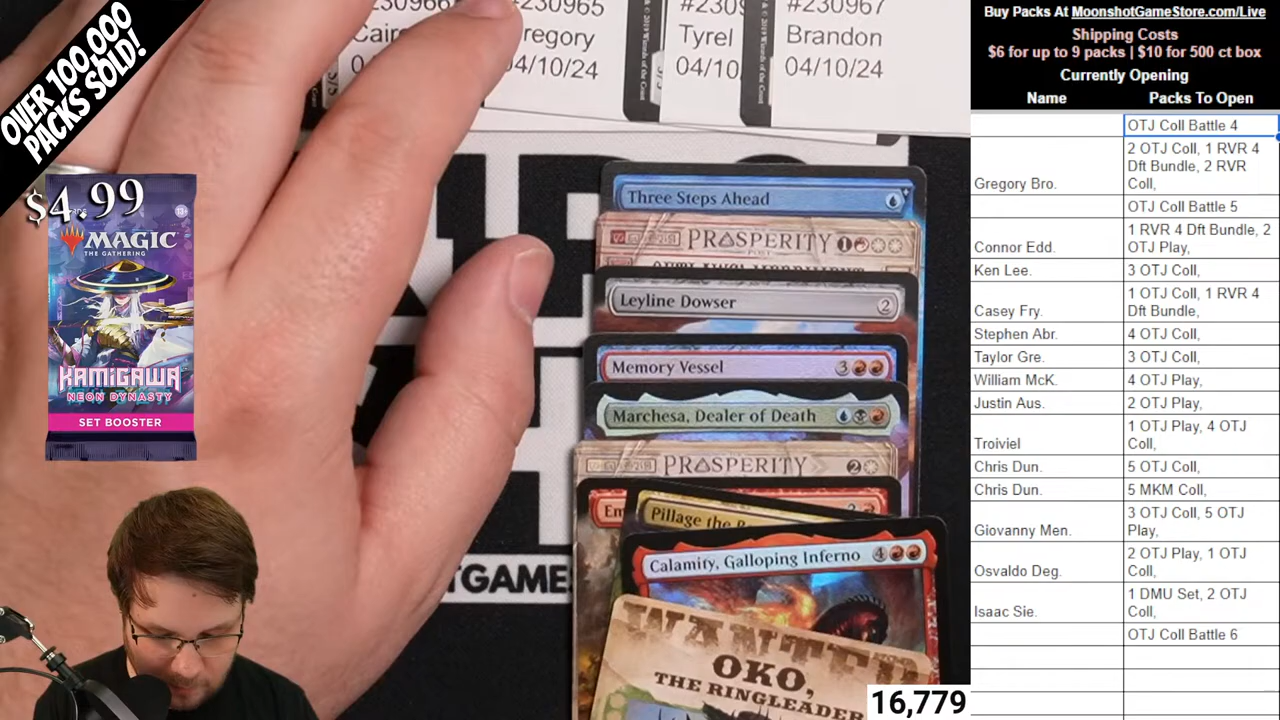 OVER 100,000
PACKS SOLD!
$4.99
MAGIC
THE GATHERING
KAMIGAWA
NEON DYNASTY
SET BOOSTER
#230965
#230967
Gregory
Tyrel
Brandon
04/10/24
04/10
04/10/24
Three Steps Ahead
PROSPERITY
Leyline Dowser 2
Memory Vessel 3
Marchesa, Dealer of Death
PROSPERITY 2
Pillage the
Calamity, Galloping Inferno 4
WANTED
OKO,
THE RINGLEADER
16,779
Buy Packs At MoonshotGameStore.com/Live
Shipping Costs
$6 for up to 9 packs | $10 for 500 ct box
Currently Opening
Name Packs To Open
OTJ Coll Battle 4
2 OTJ Coll, 1 RVR 4
Dft Bundle, 2 RVR
Gregory Bro. Coll,
OTJ Coll Battle 5
1 RVR 4 Dft Bundle, 2
Connor Edd. OTJ Play,
Ken Lee. 3 OTJ Coll,
1 OTJ Coll, 1 RVR 4
Casey Fry. Dft Bundle,
Stephen Abr. 4 OTJ Coll,
Taylor Gre. 3 OTJ Coll,
William McK. 4 OTJ Play,
Justin Aus. 2 OTJ Play,
1 OTJ Play, 4 OTJ
Troiviel Coll,
Chris Dun. 5 OTJ Coll,
Chris Dun. 5 MKM Coll,
3 OTJ Coll, 5 OTJ
Giovanny Men. Play,
2 OTJ Play, 1 OTJ
Osvaldo Deg. Coll,
1 DMU Set, 2 OTJ
Isaac Sie. Coll,
OTJ Coll Battle 6